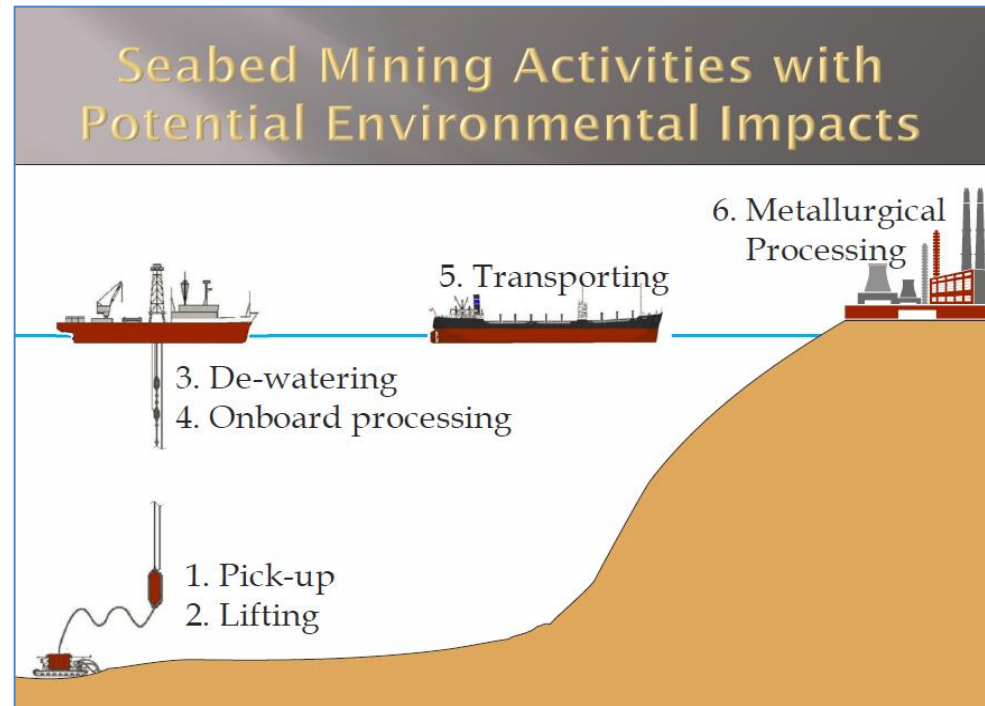 Seabed Mining Activities with
Potential Environmental Impacts
6. Metallurgical
Processing
5. Transporting
3. De-watering
4. Onboard processing
1. Pick-up
2. Lifting